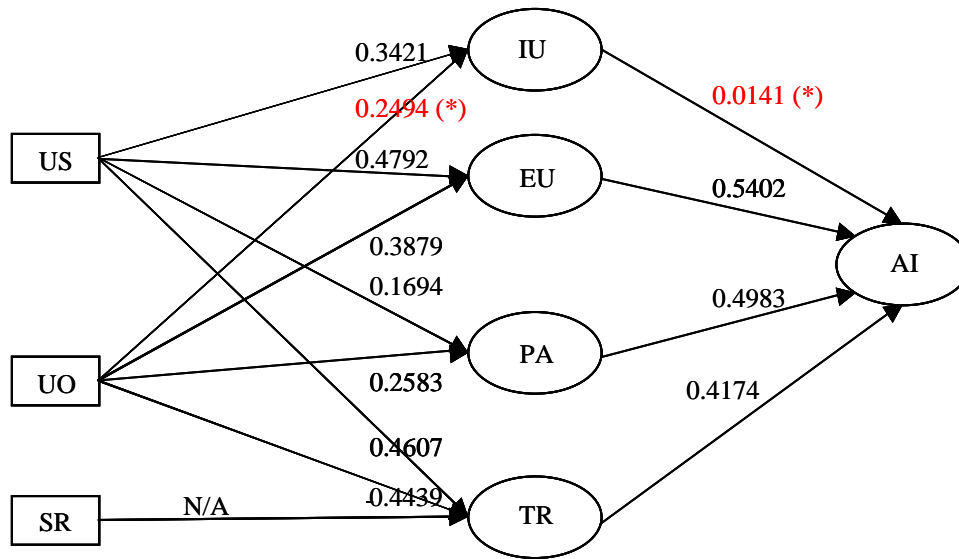 IU
0.3421
0.0141 (*)
0.2494 (*)
US
0.4792
EU
0.5402
0.3879
AI
0.1694
0.4983
PA
UO
0.2583
0.4174
0.4607
-0.4439
N/A
SR
TR